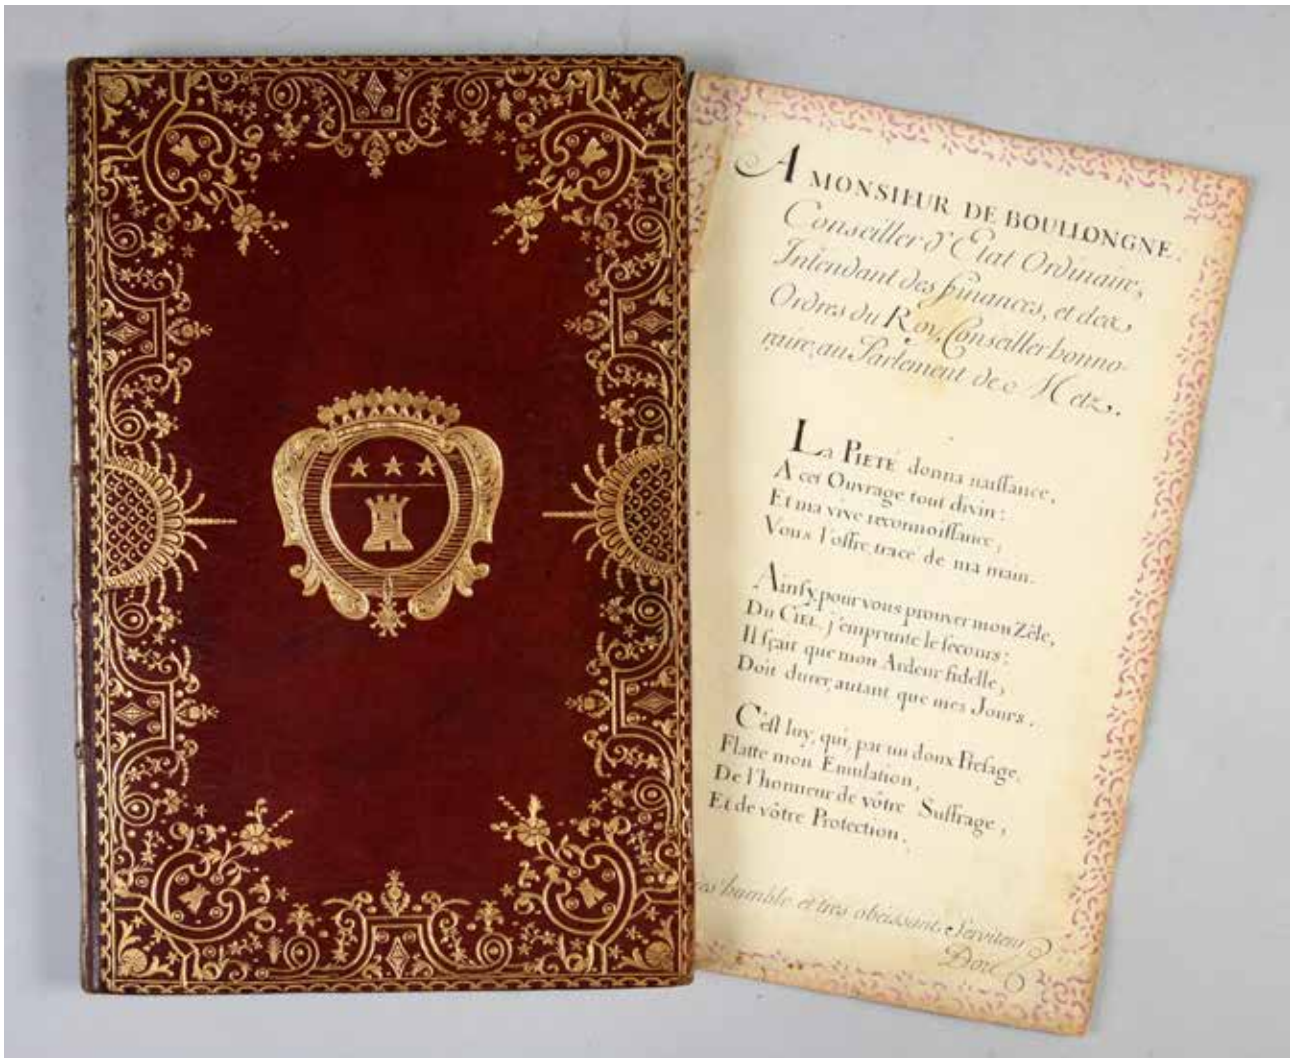 A MONSIEUR DE BOULLONGNE.
Conseiller d'Etat Ordinaire,
Intendant des finances, et des
Ordres du Roy, Conseiller honno-
raire au Parlement de Metz.
La PIETÉ donna naissance,
A cet Ouvrage tout divin :
Et ma vive reconnoissance,
Vous l'offre tracé de ma main.
Ainsy, pour vous prouver mon Zêle,
Du CIEL j'emprunte le secours :
Il sçait que mon Ardeur fidelle,
Doit durer, autant que mes Jours.
C'est luy, qui, par un doux Presage,
Flatte mon Emulation,
De l'honneur de vôtre Suffrage,
Et de vôtre Protection.
humble et tres obeissant Serviteur